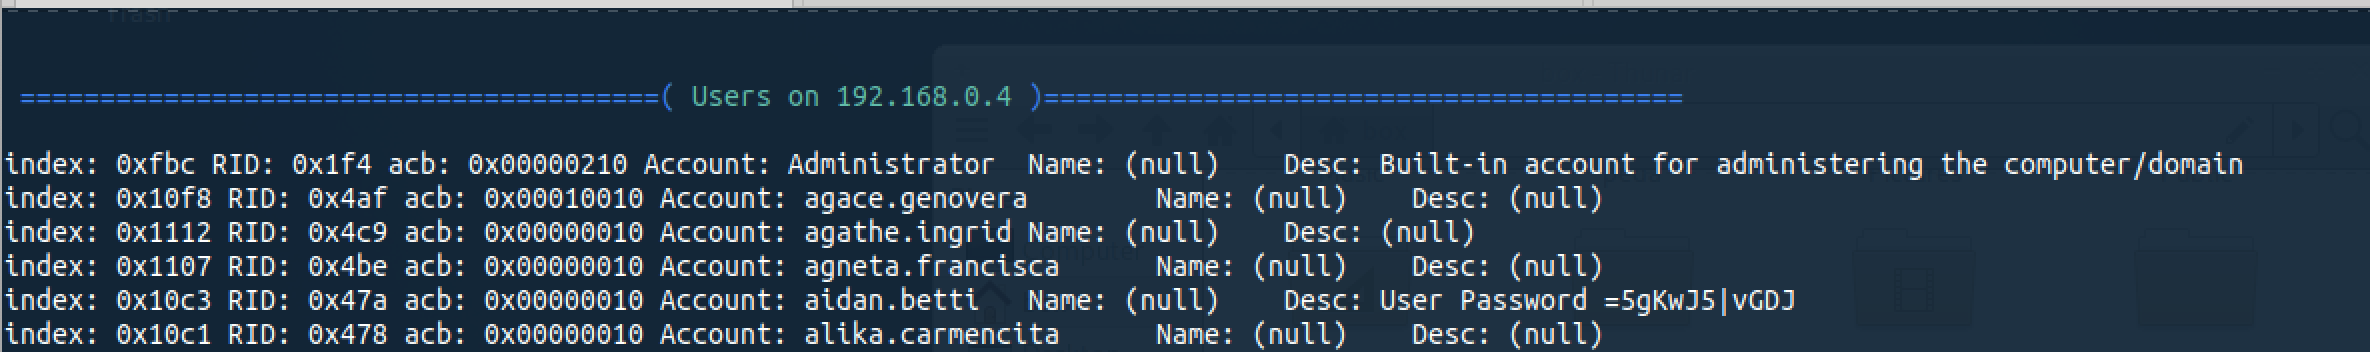 =======================================( Users on 192.168.0.4 )=======================================
index: 0xfbc RID: 0x1f4 acb: 0x00000210 Account: Administrator  Name: (null)    Desc: Built-in account for administering the computer/domain
index: 0x10f8 RID: 0x4af acb: 0x00010010 Account: agace.genovera        Name: (null)    Desc: (null)
index: 0x1112 RID: 0x4c9 acb: 0x00000010 Account: agathe.ingrid Name: (null)    Desc: (null)
index: 0x1107 RID: 0x4be acb: 0x00000010 Account: agneta.francisca      Name: (null)    Desc: (null)
index: 0x10c3 RID: 0x47a acb: 0x00000010 Account: aidan.betti   Name: (null)    Desc: User Password =5gKwJ5|vGDJ
index: 0x10c1 RID: 0x478 acb: 0x00000010 Account: alika.carmencita      Name: (null)    Desc: (null)